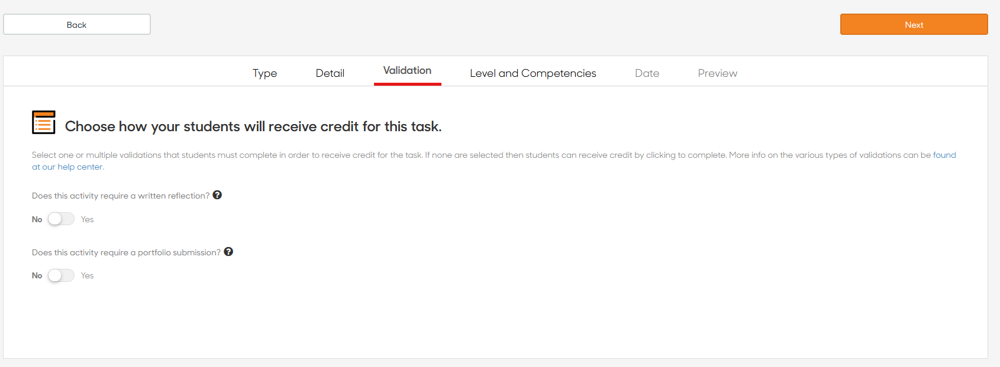 Back
Next
Type
Detail
Validation
Level and Competencies
Date
Preview
Choose how your students will receive credit for this task.
Select one or multiple validations that students must complete in order to receive credit for the task. If none are selected then students can receive credit by clicking to complete. More info on the various types of validations can be found
at our help center.
Does this activity require a written reflection? ?
No Yes
Does this activity require a portfolio submission? ?
No Yes